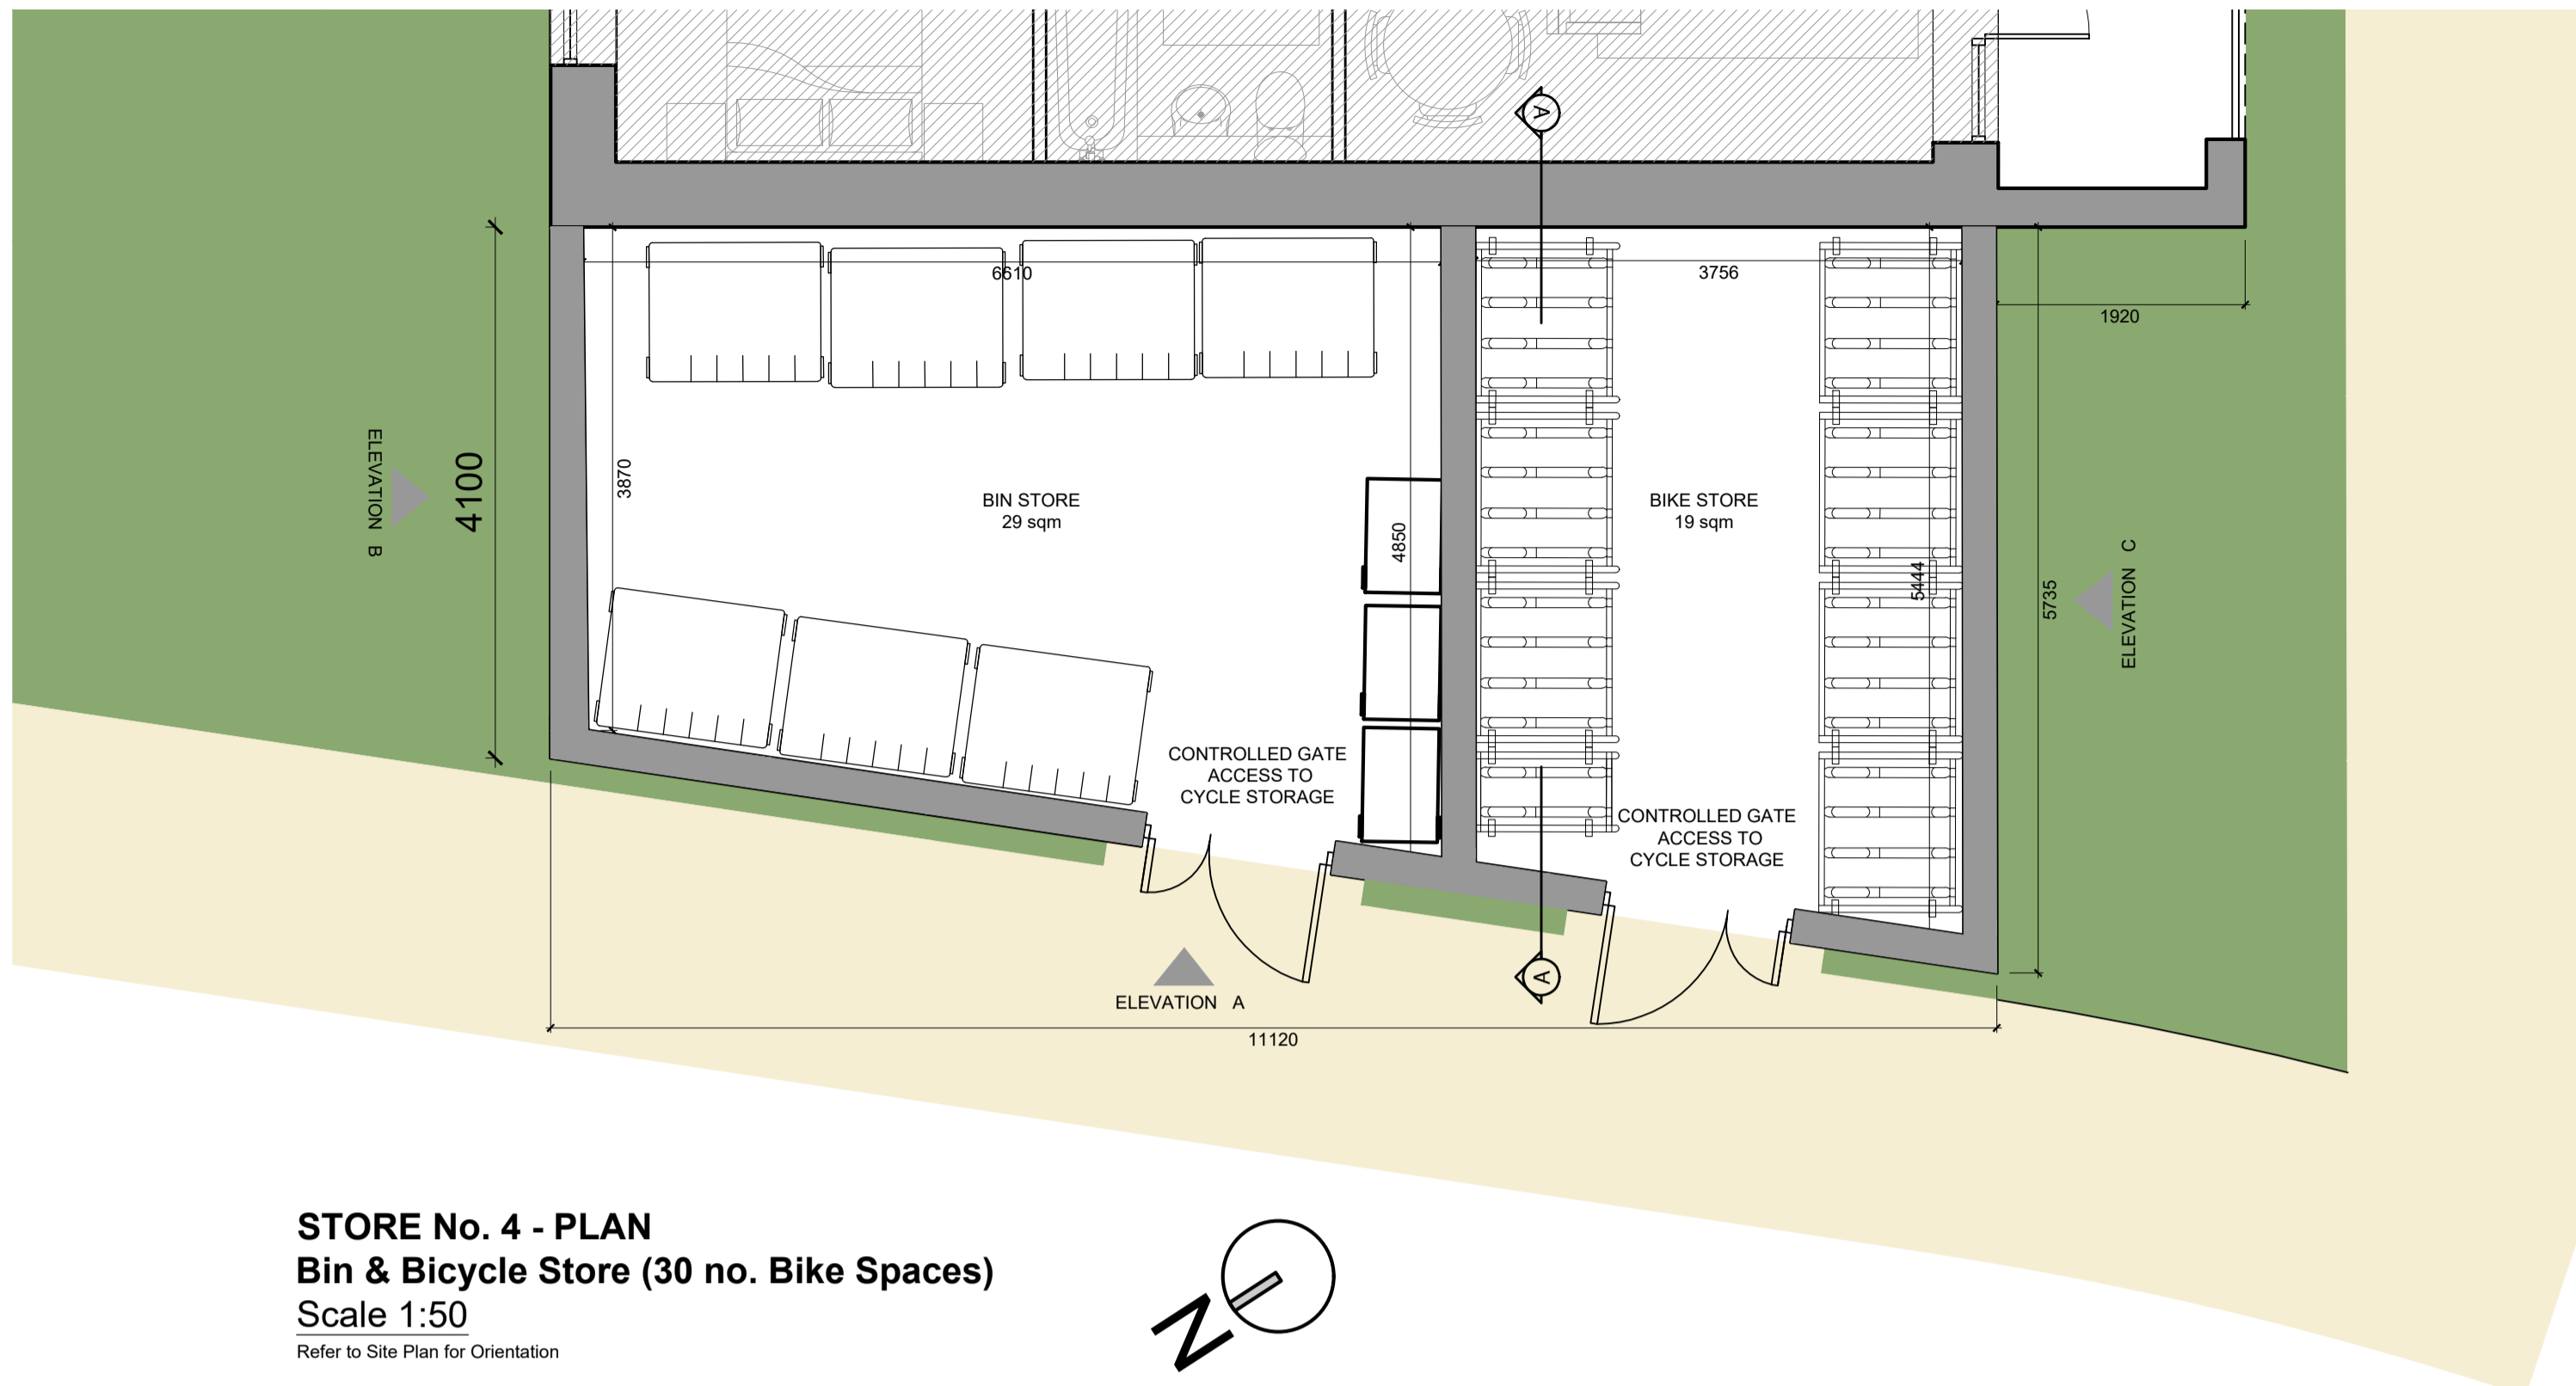 A
6610
3756
1920
ELEVATION B
4100
3870
BIN STORE
29 sqm
4850
BIKE STORE
19 sqm
5444
5735
ELEVATION C
CONTROLLED GATE
ACCESS TO
CYCLE STORAGE
CONTROLLED GATE
ACCESS TO
CYCLE STORAGE
A
ELEVATION A
11120
STORE No. 4 - PLAN
Bin & Bicycle Store (30 no. Bike Spaces)
Scale 1:50
Refer to Site Plan for Orientation
N